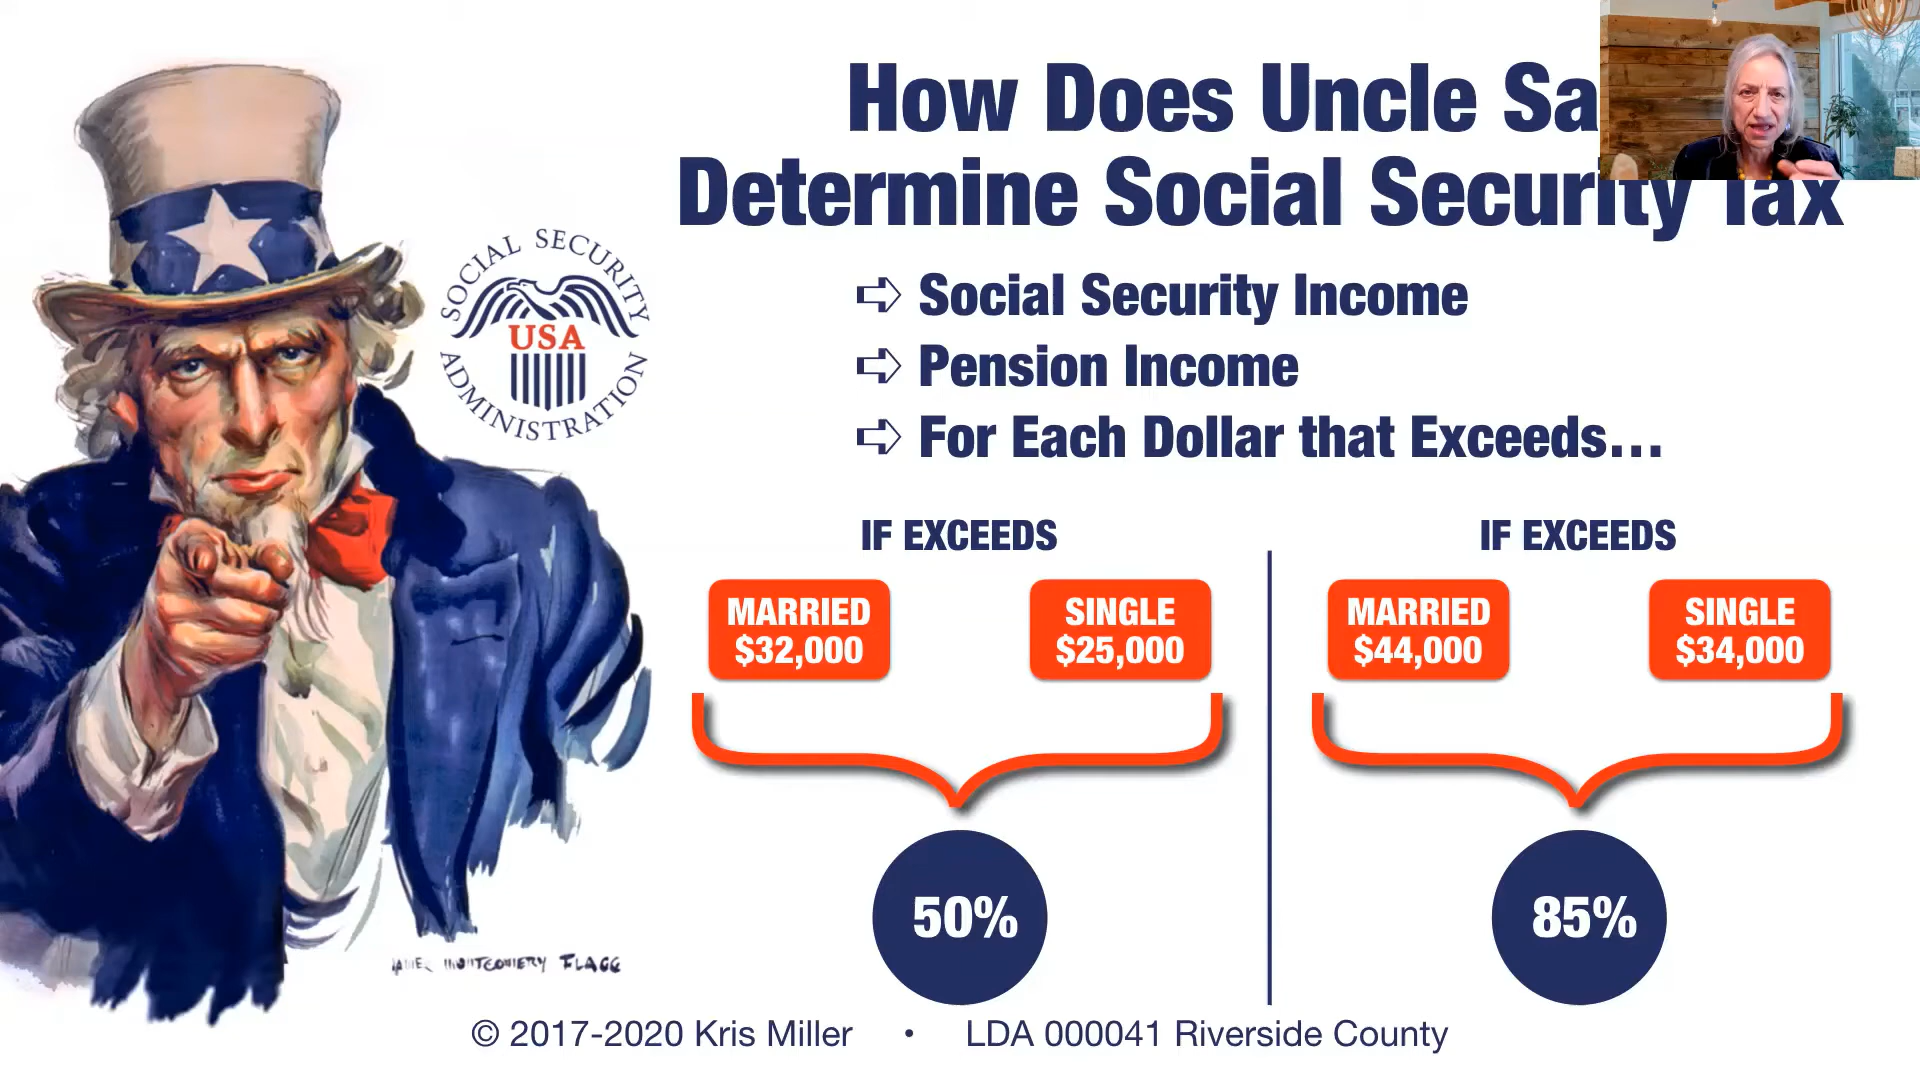 How Does Uncle Sa
Determine Social Security Tax
SOCIAL SECURITY
USA
ADMINISTRATION
Social Security Income
Pension Income
For Each Dollar that Exceeds...
IF EXCEEDS
MARRIED
$32,000
SINGLE
$25,000
50%
IF EXCEEDS
MARRIED
$44,000
SINGLE
$34,000
85%
MONTGOMERY FLAGG
© 2017-2020 Kris Miller • LDA 000041 Riverside County